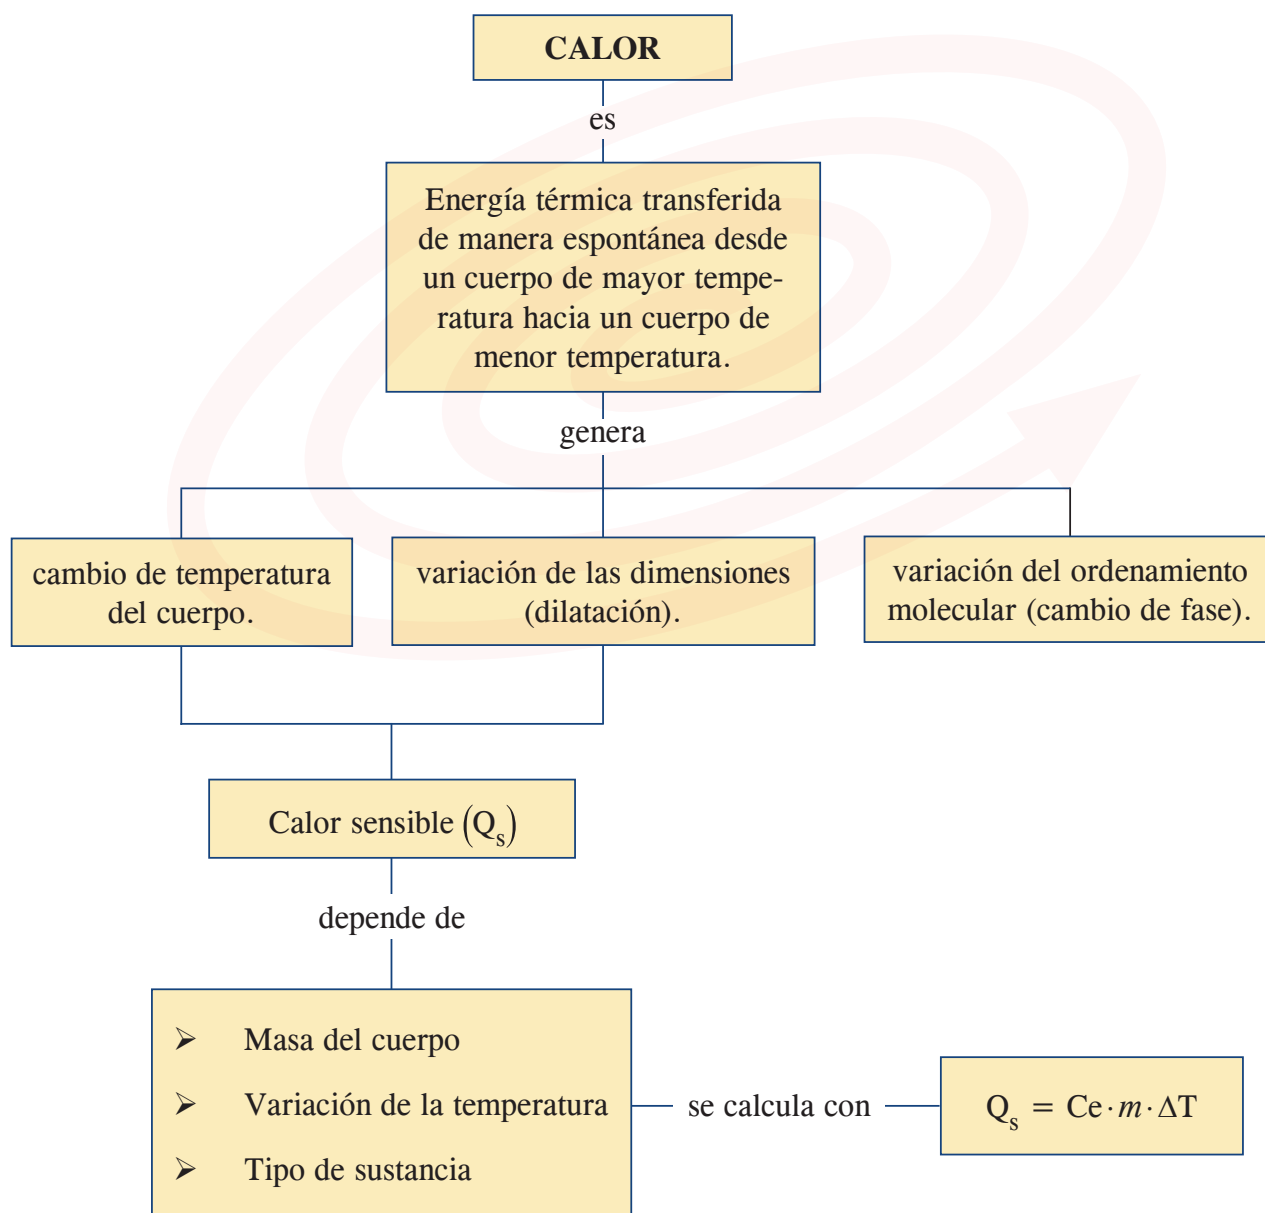 CALOR
es
Energía térmica transferida
de manera espontánea desde
un cuerpo de mayor tempe-
ratura hacia un cuerpo de
menor temperatura.
genera
cambio de temperatura
del cuerpo.
variación de las dimensiones
(dilatación).
variación del ordenamiento
molecular (cambio de fase).
Calor sensible (Qₛ)
depende de
➢ Masa del cuerpo
➢ Variación de la temperatura
➢ Tipo de sustancia
se calcula con
Qₛ = Ce · m · ΔT